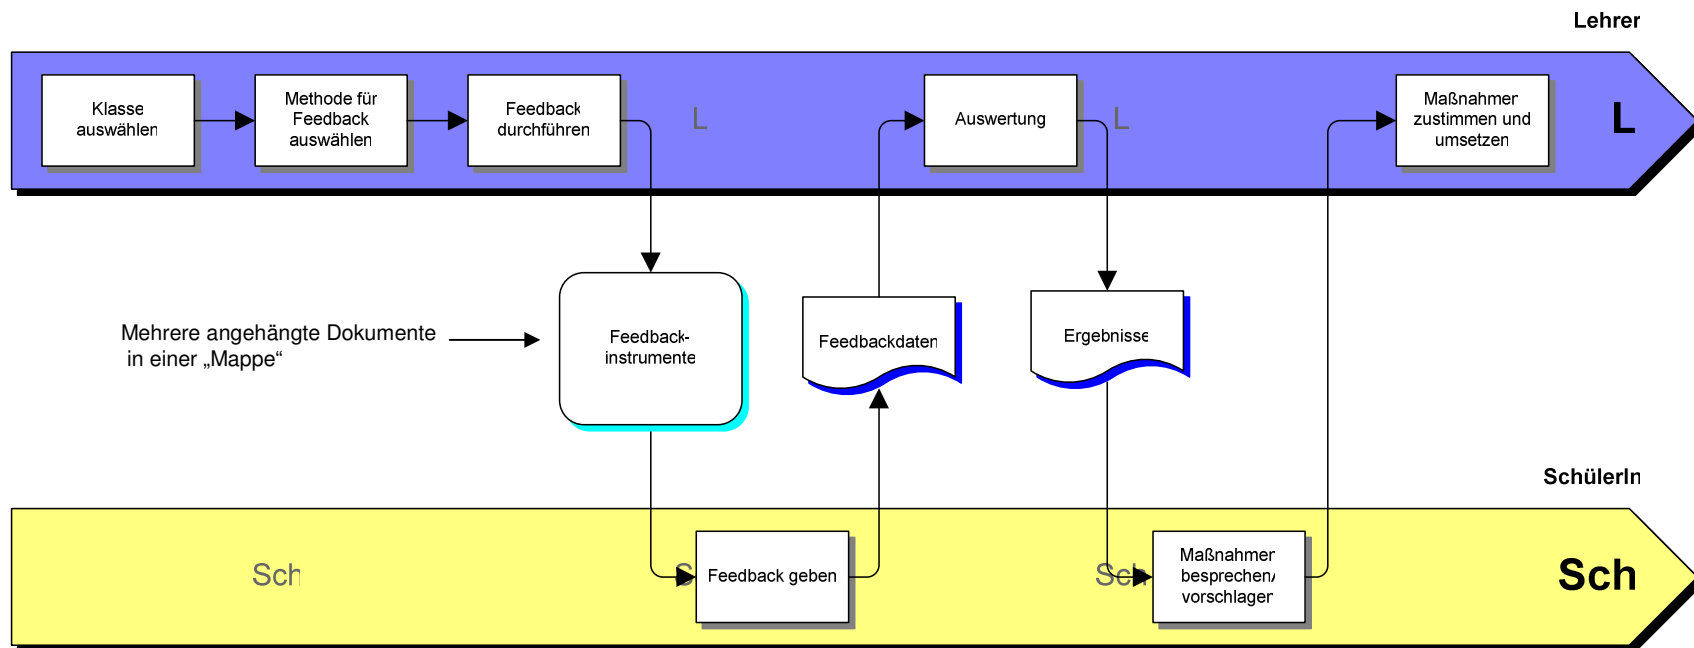 Lehrer
Klasse
auswählen
Methode für
Feedback
auswählen
Feedback
durchführen
L
Auswertung
L
Maßnahmen
zustimmen und
umsetzen
L
Mehrere angehängte Dokumente
in einer „Mappe“
Feedback-
instrumente
Feedbackdaten
Ergebnisse
SchülerIn
Sch
S
Feedback geben
Sch
Maßnahmen
besprechen/
vorschlagen
Sch